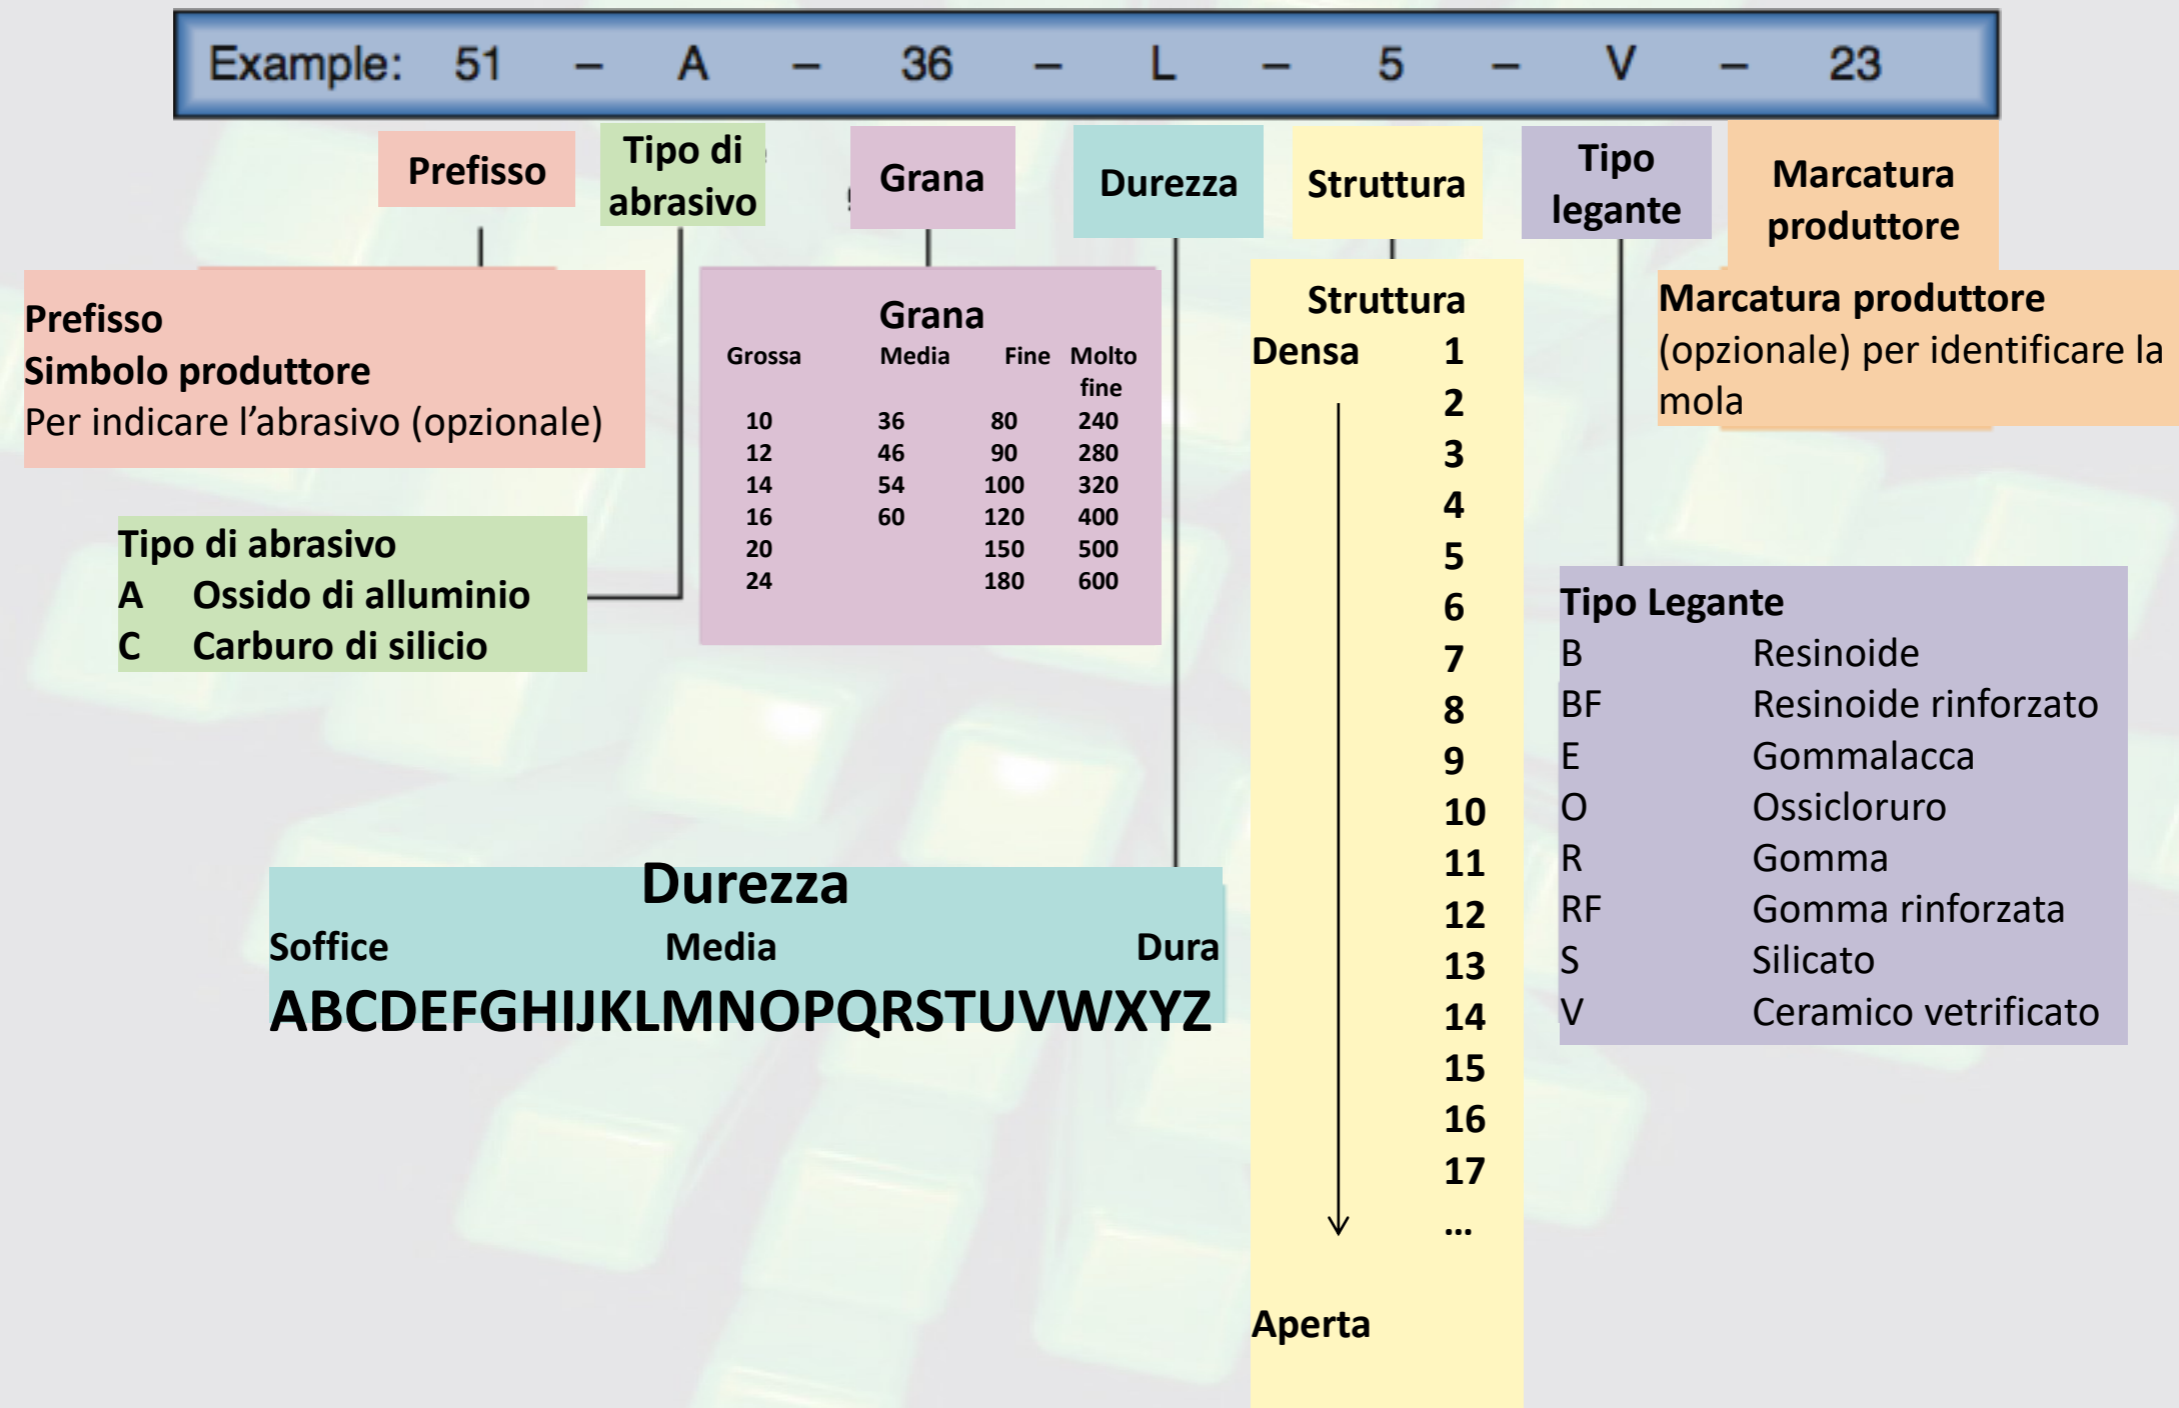 Example: 51 – A – 36 – L – 5 – V – 23
Prefisso
Tipo di
abrasivo
Grana
Durezza
Struttura
Tipo
legante
Marcatura
produttore
Prefisso
Simbolo produttore
Per indicare l’abrasivo (opzionale)
Tipo di abrasivo
A Ossido di alluminio
C Carburo di silicio
Grana
Grossa Media Fine Molto
fine
10 36 80 240
12 46 90 280
14 54 100 320
16 60 120 400
20 150 500
24 180 600
Durezza
Soffice Media Dura
ABCDEFGHIJKLMNOPQRSTUVWXYZ
Struttura
Densa 1
2
3
4
5
6
7
8
9
10
11
12
13
14
15
16
17
...
Aperta
Marcatura produttore
(opzionale) per identificare la
mola
Tipo Legante
B Resinoide
BF Resinoide rinforzato
E Gommalacca
O Ossicloruro
R Gomma
RF Gomma rinforzata
S Silicato
V Ceramico vetrificato